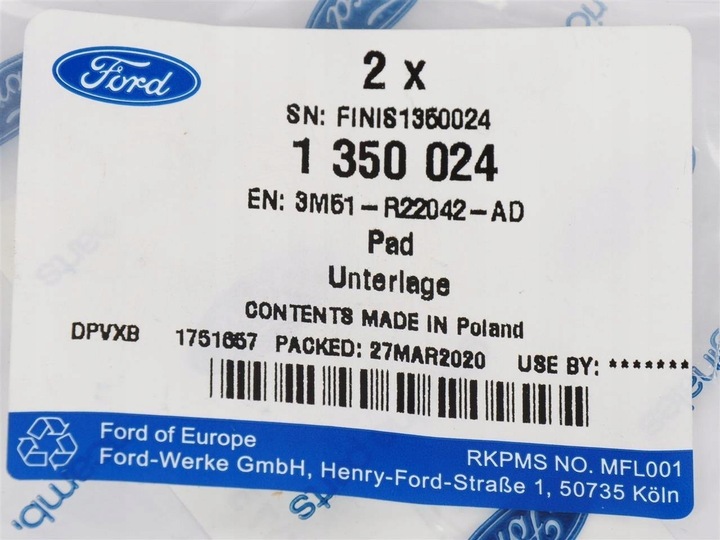 Ford
2 x
SN: FINIS1350024
1 350 024
EN: 3M51-R22042-AD
Pad
Unterlage
CONTENTS MADE IN Poland
DPVXB 1751657 PACKED: 27MAR2020 USE BY: *******
Ford of Europe
Ford-Werke GmbH, Henry-Ford-Straße 1, 50735 Köln
RKPMS NO. MFL001